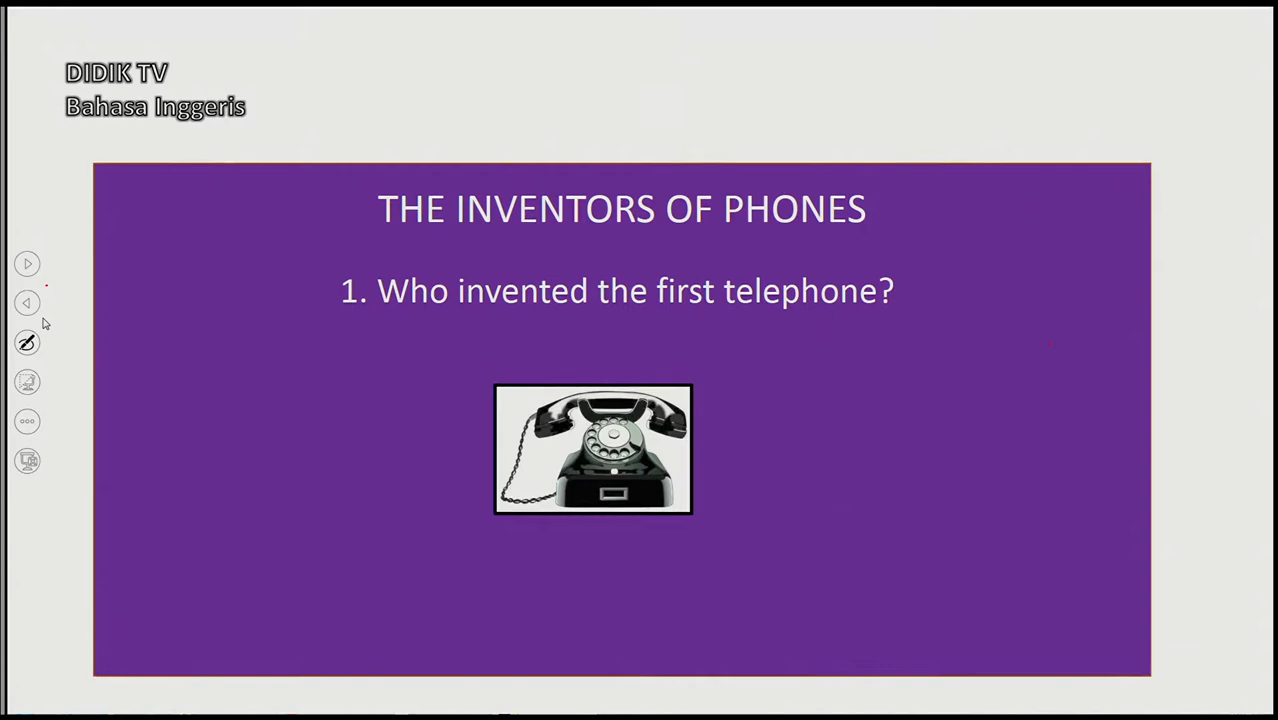 DIDIK TV
Bahasa Inggeris
THE INVENTORS OF PHONES
1. Who invented the first telephone?